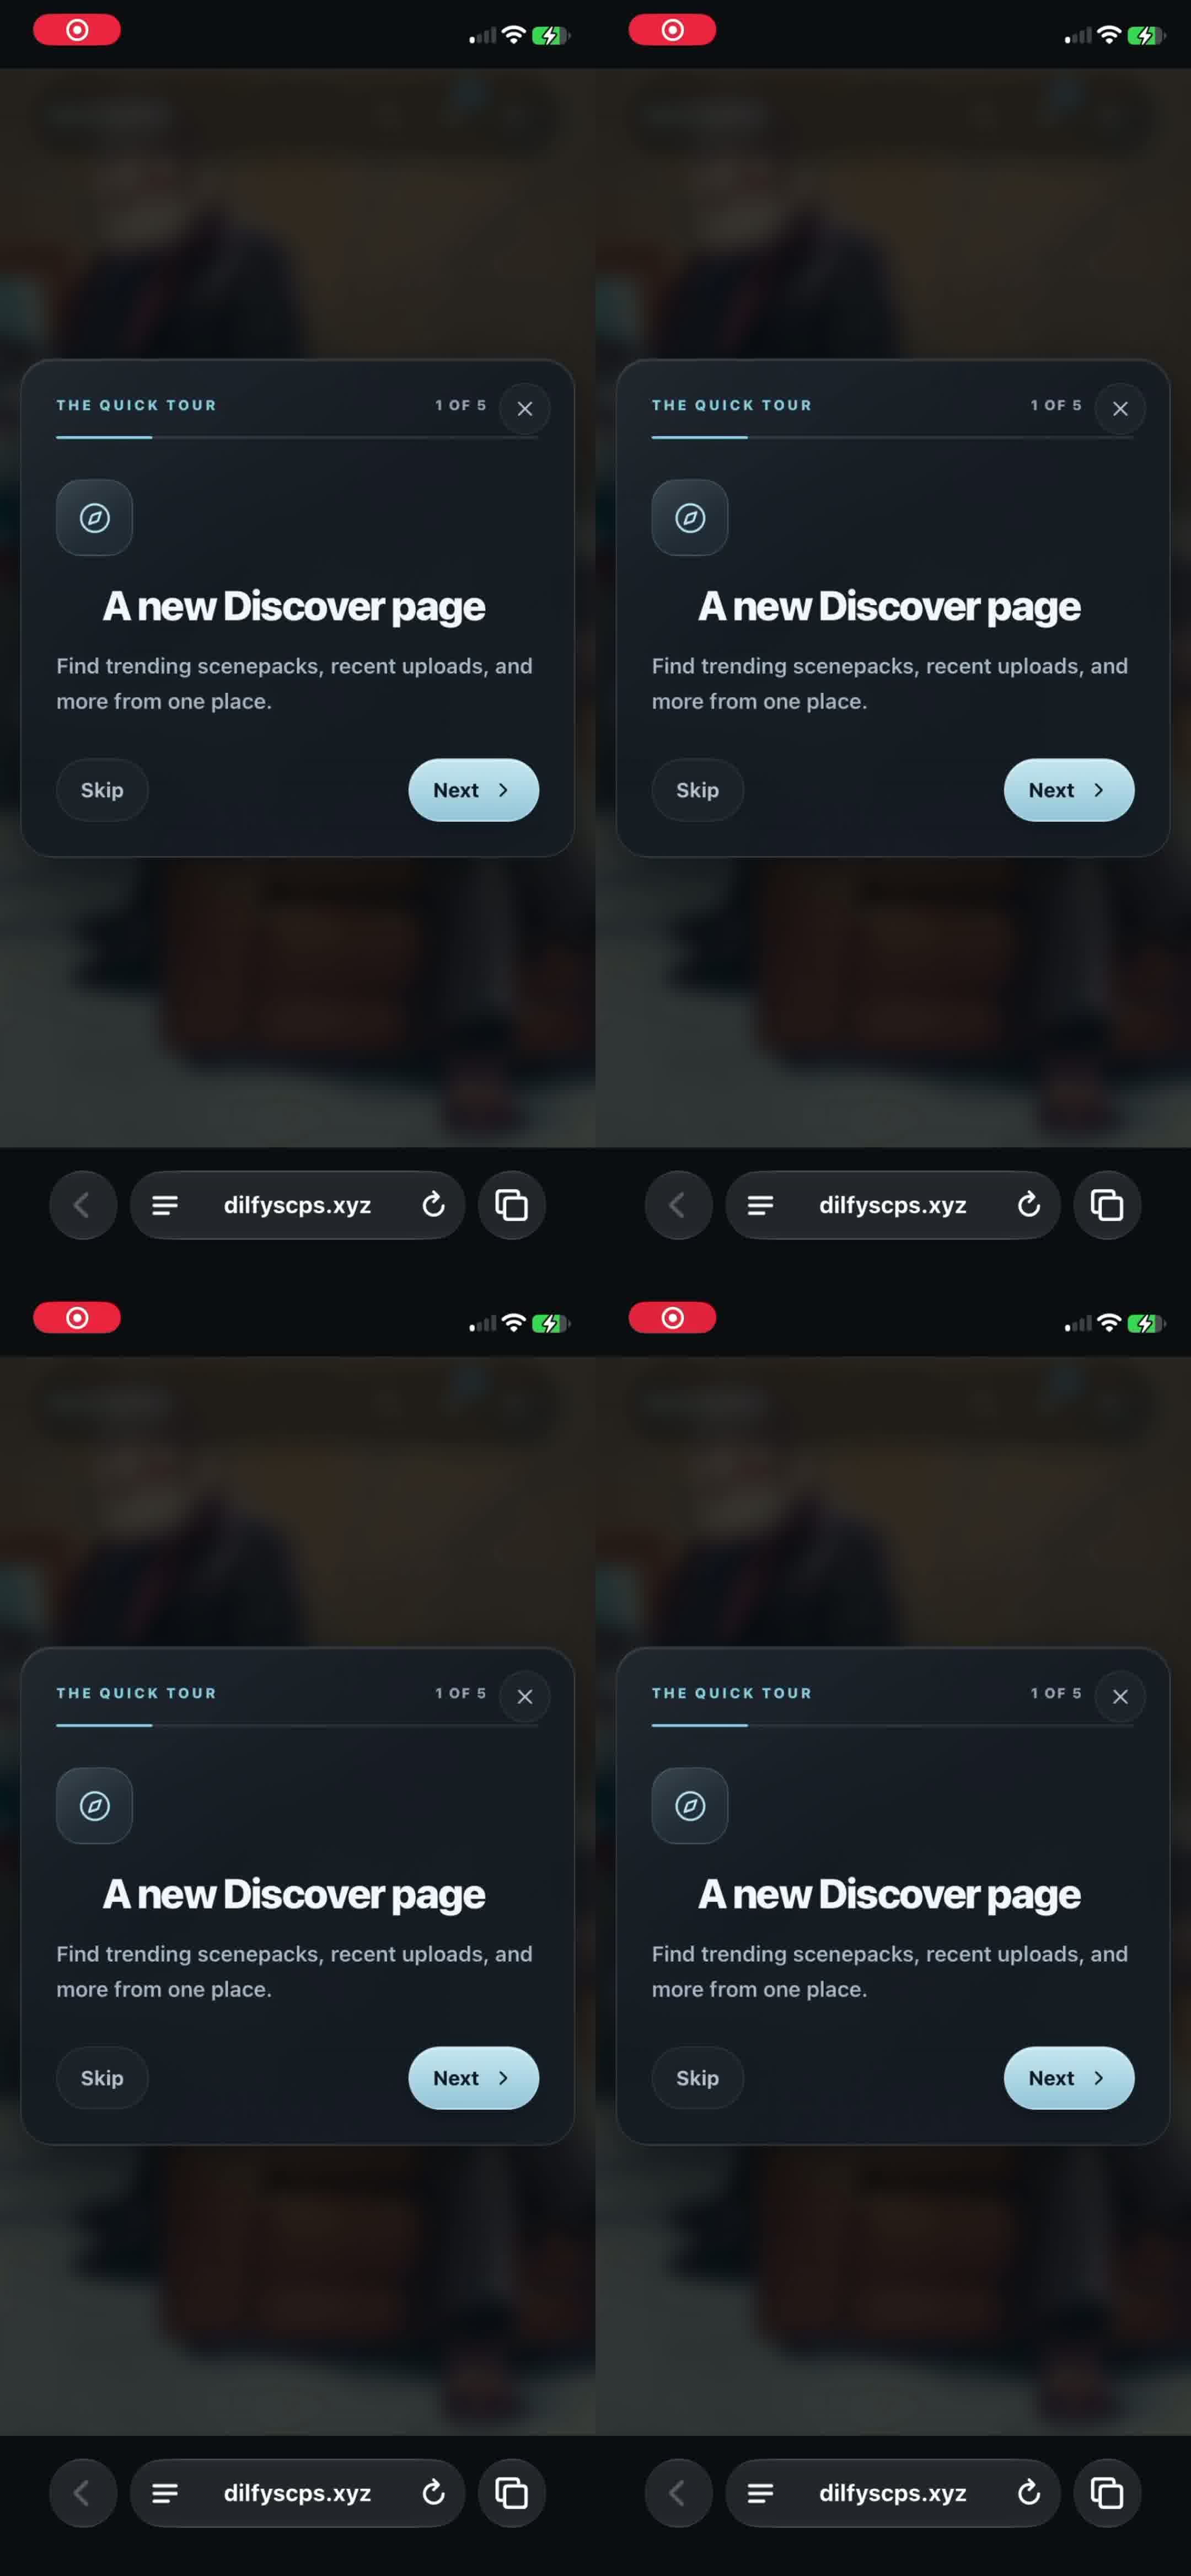 THE QUICK TOUR
1 OF 5
A new Discover page
Find trending scenepacks, recent uploads, and
more from one place.
Skip
Next
dilfyscps.xyz
THE QUICK TOUR
1 OF 5
A new Discover page
Find trending scenepacks, recent uploads, and
more from one place.
Skip
Next
dilfyscps.xyz
THE QUICK TOUR
1 OF 5
A new Discover page
Find trending scenepacks, recent uploads, and
more from one place.
Skip
Next
dilfyscps.xyz
THE QUICK TOUR
1 OF 5
A new Discover page
Find trending scenepacks, recent uploads, and
more from one place.
Skip
Next
dilfyscps.xyz